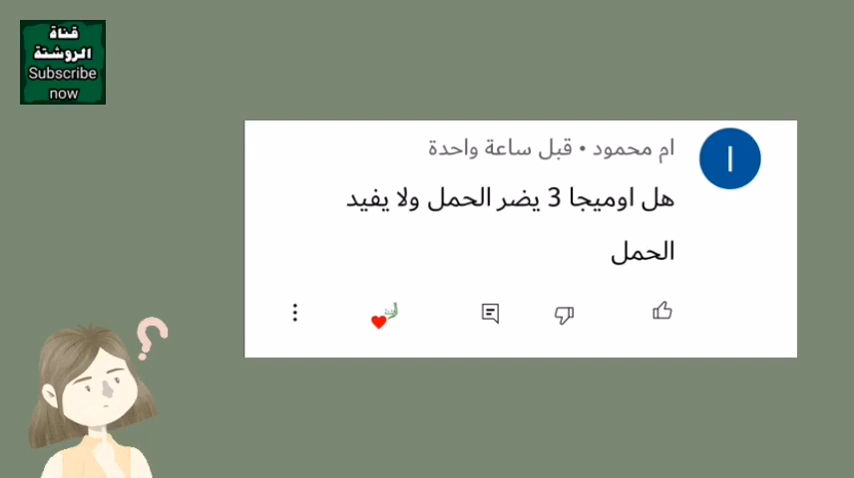 قناة
الروشتة
Subscribe
now
ام محمود • قبل ساعة واحدة
ا
هل اوميجا 3 يضر الحمل ولا يفيد
الحمل
?